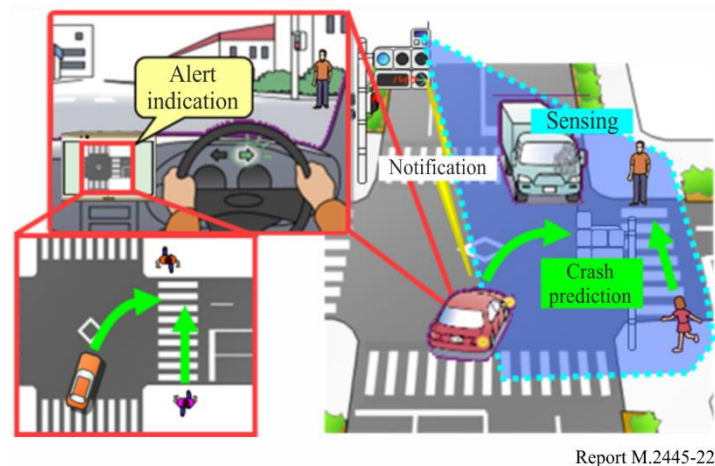 Alert
indication
Sensing
Notification
Crash
prediction
Report M.2445-22